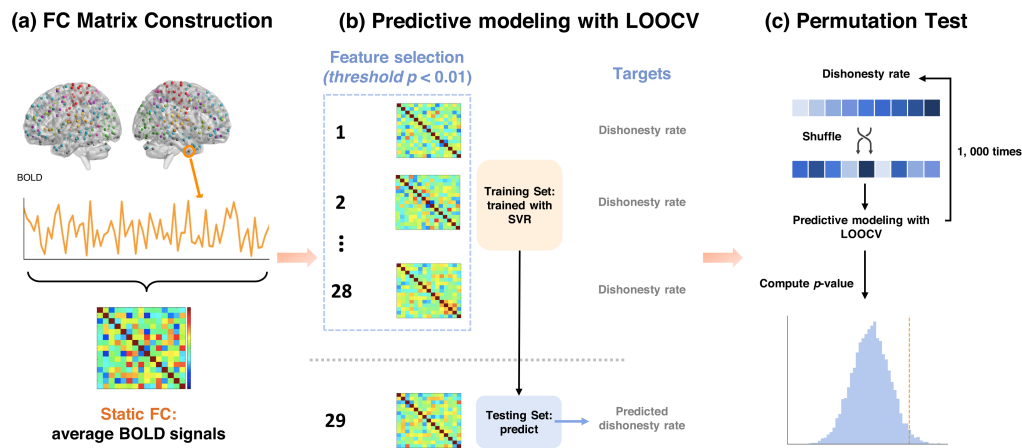 (a) FC Matrix Construction
BOLD
Static FC:
average BOLD signals
(b) Predictive modeling with LOOCV
Feature selection
(threshold p < 0.01)
Targets
1
Dishonesty rate
2
Training Set:
trained with
SVR
Dishonesty rate
28
Dishonesty rate
29
Testing Set:
predict
Predicted
dishonesty rate
(c) Permutation Test
Dishonesty rate
Shuffle
1, 000 times
Predictive modeling with
LOOCV
Compute p-value